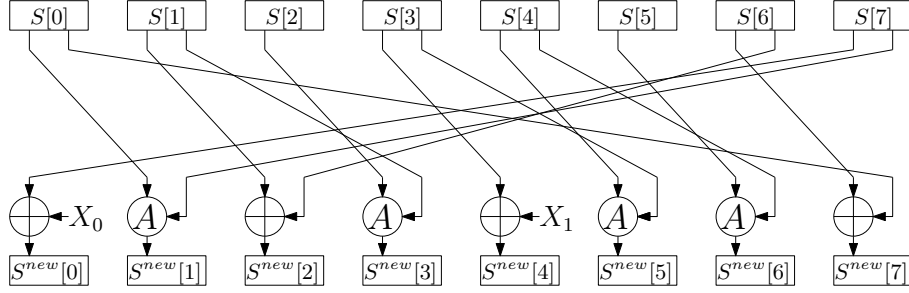 S[0] S[1] S[2] S[3] S[4] S[5] S[6] S[7]
A X₀ A X₁ A A
S^{new}[0] S^{new}[1] S^{new}[2] S^{new}[3] S^{new}[4] S^{new}[5] S^{new}[6] S^{new}[7]